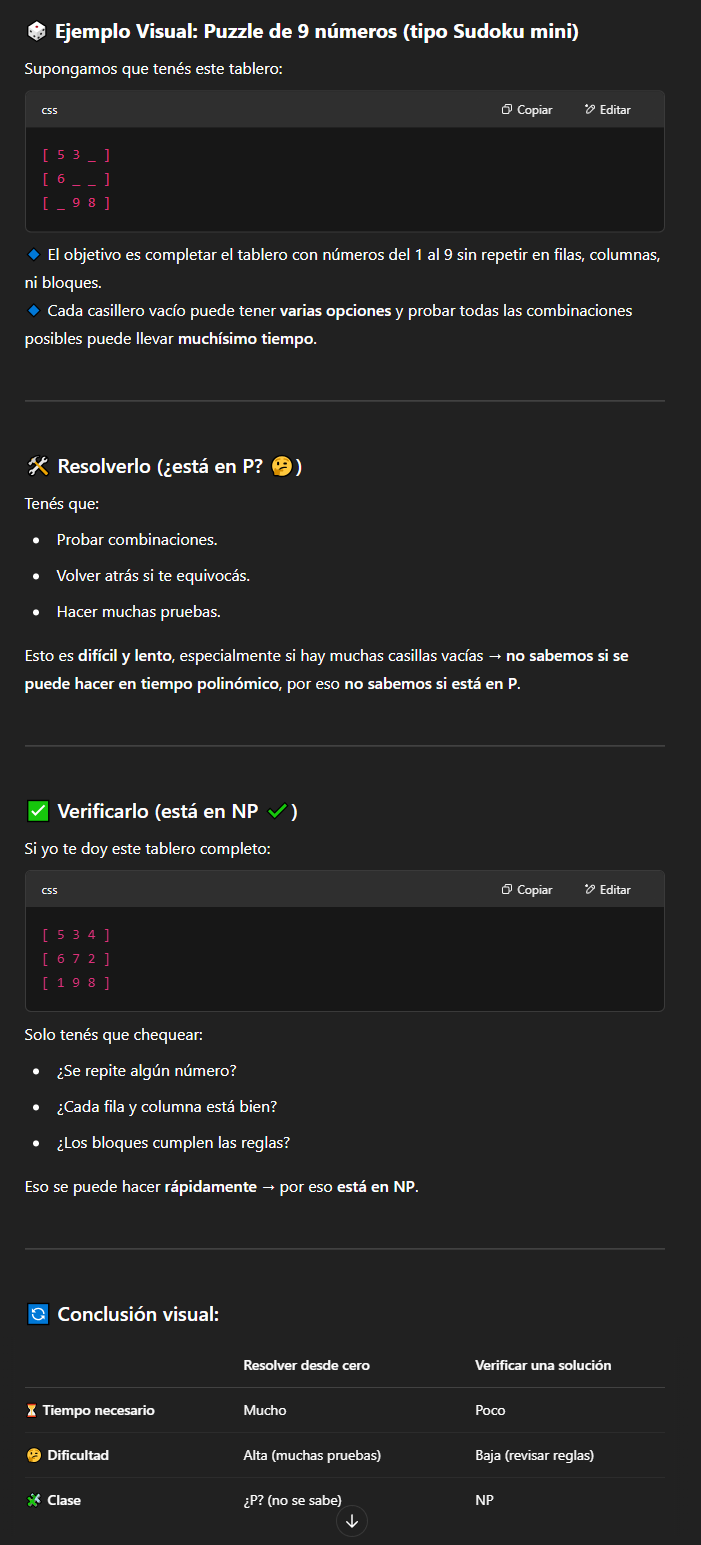 🎲 Ejemplo Visual: Puzzle de 9 números (tipo Sudoku mini)
Supongamos que tenés este tablero:
css Copiar Editar
[ 5 3 _ ]
[ 6 _ _ ]
[ _ 9 8 ]
🔹 El objetivo es completar el tablero con números del 1 al 9 sin repetir en filas, columnas,
ni bloques.
🔹 Cada casillero vacío puede tener varias opciones y probar todas las combinaciones
posibles puede llevar muchísimo tiempo.
🛠️ Resolverlo (¿está en P? 🤔)
Tenés que:
• Probar combinaciones.
• Volver atrás si te equivocás.
• Hacer muchas pruebas.
Esto es difícil y lento, especialmente si hay muchas casillas vacías → no sabemos si se
puede hacer en tiempo polinómico, por eso no sabemos si está en P.
✅ Verificarlo (está en NP ✔️)
Si yo te doy este tablero completo:
css Copiar Editar
[ 5 3 4 ]
[ 6 7 2 ]
[ 1 9 8 ]
Solo tenés que chequear:
• ¿Se repite algún número?
• ¿Cada fila y columna está bien?
• ¿Los bloques cumplen las reglas?
Eso se puede hacer rápidamente → por eso está en NP.
🔄 Conclusión visual:
Resolver desde cero Verificar una solución
⏳ Tiempo necesario Mucho Poco
🤔 Dificultad Alta (muchas pruebas) Baja (revisar reglas)
🧩 Clase ¿P? (no se sabe) NP